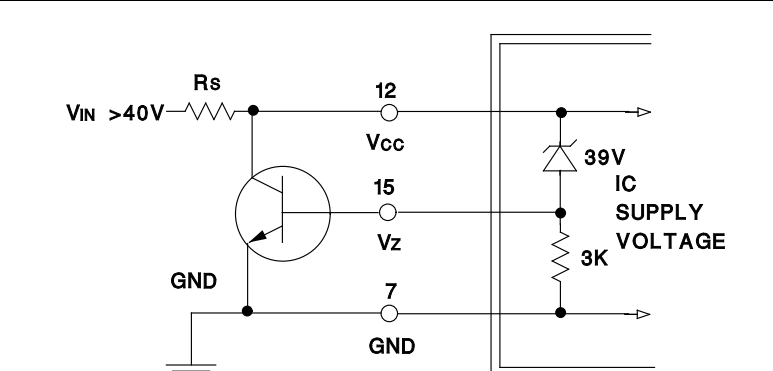 Rs
VIN >40V
12
Vcc
39V
15
IC
SUPPLY
VOLTAGE
Vz
3K
GND
7
GND